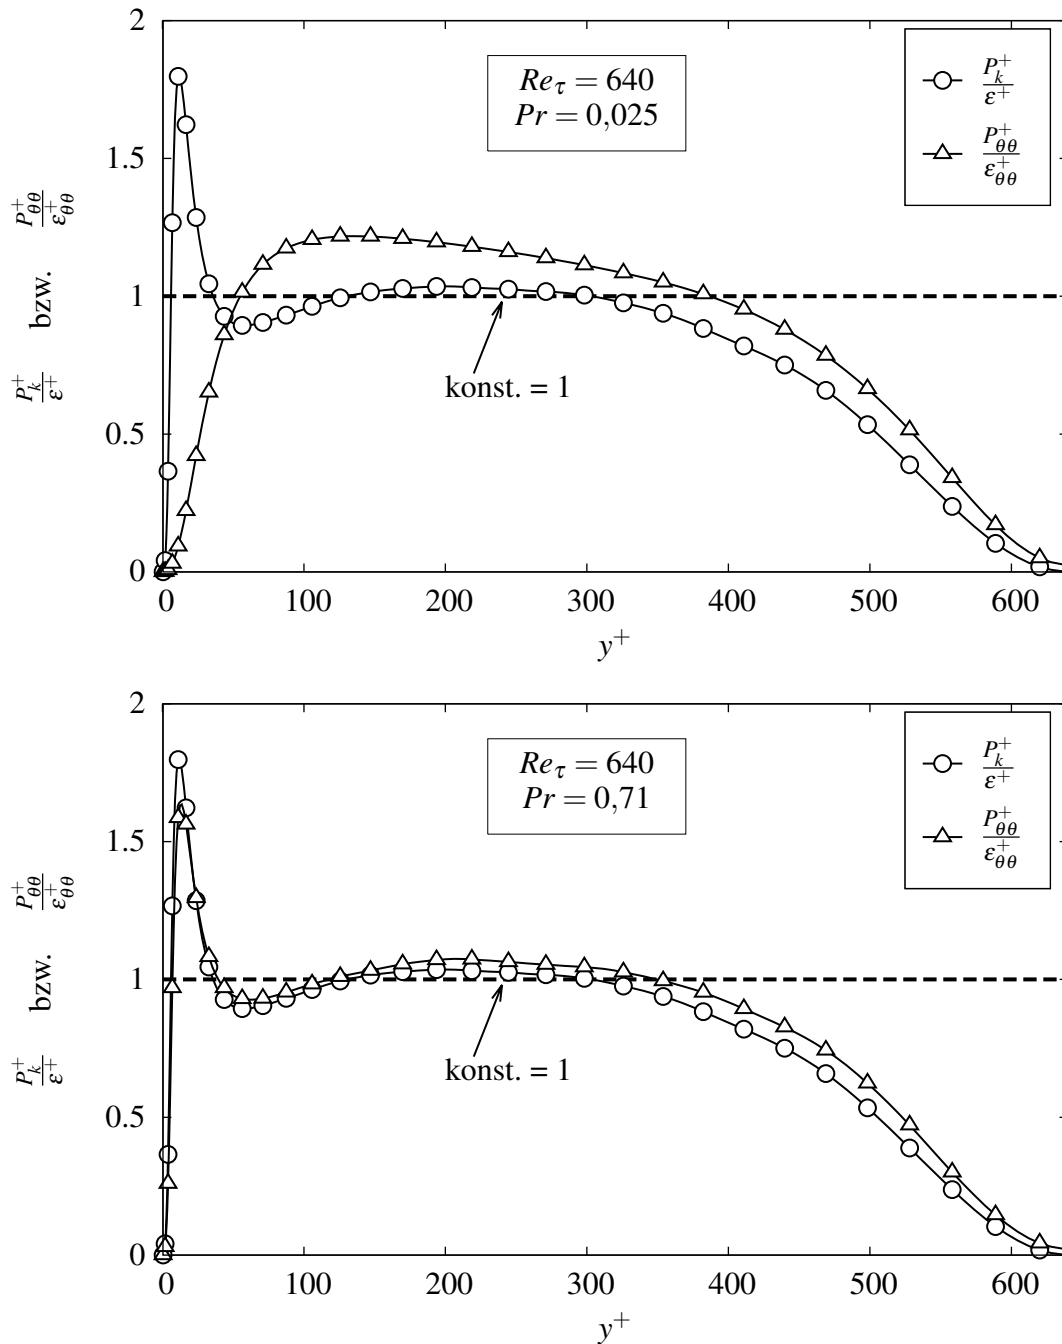 2
1.5
1
0.5
0
P_k^+/ε^+ bzw. P_θθ^+/ε_θθ^+
Re_τ = 640
Pr = 0,025
P_k^+/ε^+
P_θθ^+/ε_θθ^+
konst. = 1
0 100 200 300 400 500 600
y^+
2
1.5
1
0.5
0
P_k^+/ε^+ bzw. P_θθ^+/ε_θθ^+
Re_τ = 640
Pr = 0,71
P_k^+/ε^+
P_θθ^+/ε_θθ^+
konst. = 1
0 100 200 300 400 500 600
y^+